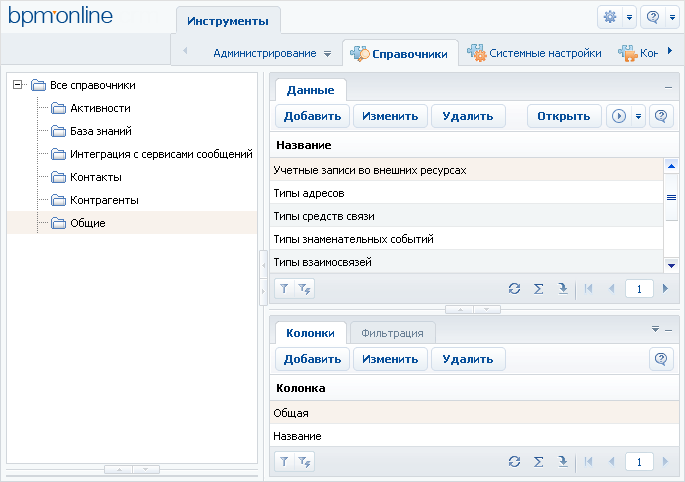 bpmonline
Инструменты
Администрирование Справочники Системные настройки Кон
Все справочники
Активности
База знаний
Интеграция с сервисами сообщений
Контакты
Контрагенты
Общие
Данные
Добавить Изменить Удалить Открыть
Название
Учетные записи во внешних ресурсах
Типы адресов
Типы средств связи
Типы знаменательных событий
Типы взаимосвязей
1
Колонки Фильтрация
Добавить Изменить Удалить
Колонка
Общая
Название
1